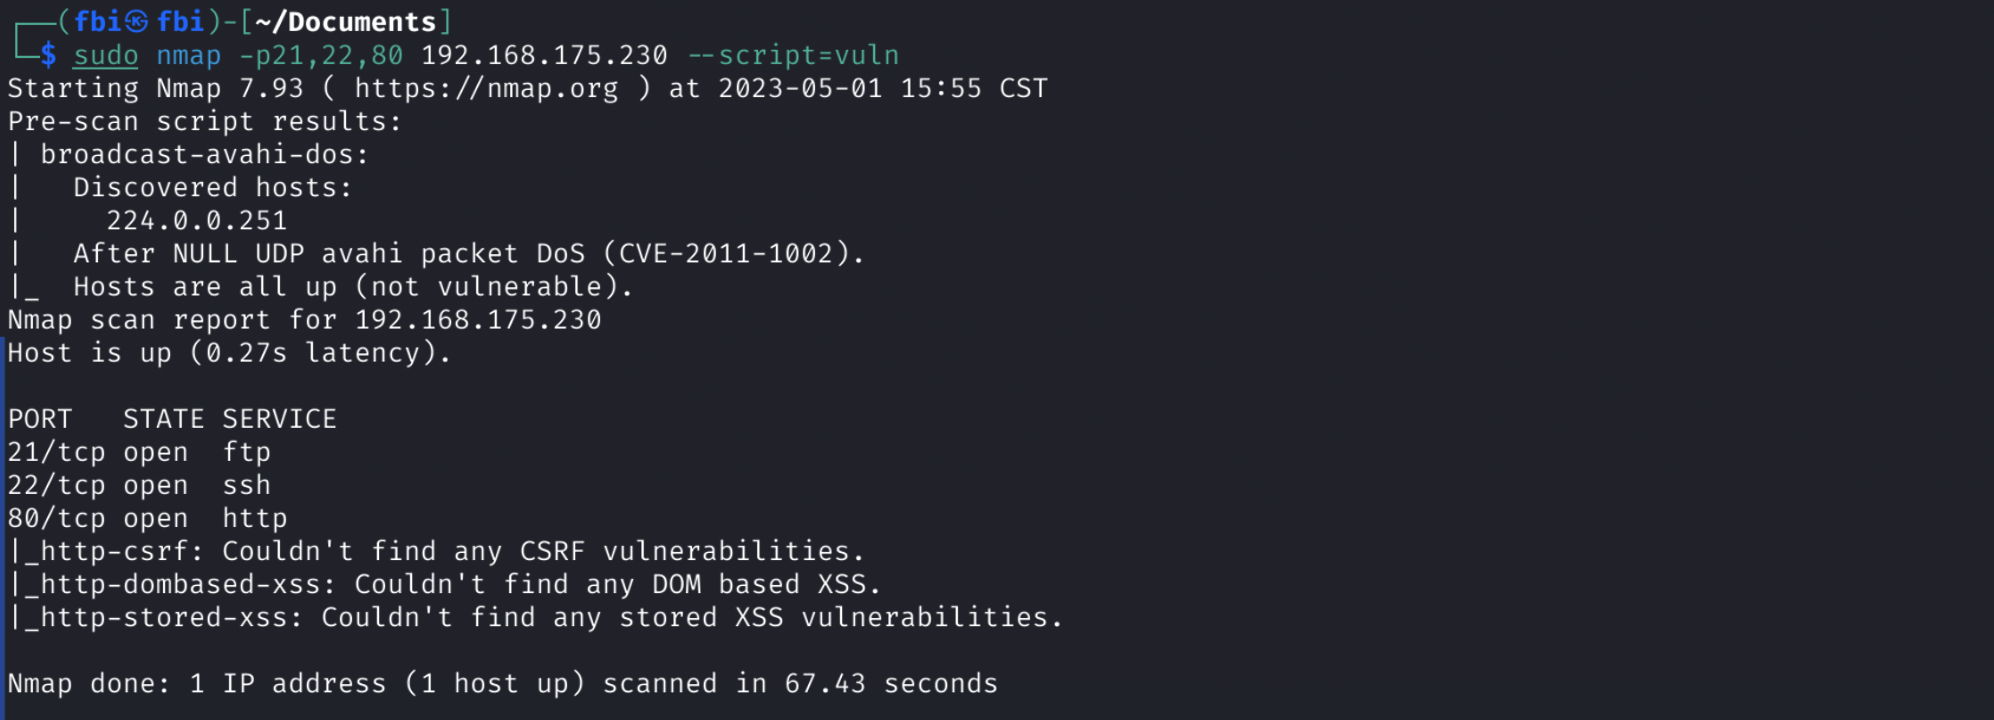 ┌──(fbi㉿fbi)-[~/Documents]
└─$ sudo nmap -p21,22,80 192.168.175.230 --script=vuln
Starting Nmap 7.93 ( https://nmap.org ) at 2023-05-01 15:55 CST
Pre-scan script results:
| broadcast-avahi-dos:
|   Discovered hosts:
|     224.0.0.251
|   After NULL UDP avahi packet DoS (CVE-2011-1002).
|_  Hosts are all up (not vulnerable).
Nmap scan report for 192.168.175.230
Host is up (0.27s latency).

PORT   STATE SERVICE
21/tcp open  ftp
22/tcp open  ssh
80/tcp open  http
|_http-csrf: Couldn't find any CSRF vulnerabilities.
|_http-dombased-xss: Couldn't find any DOM based XSS.
|_http-stored-xss: Couldn't find any stored XSS vulnerabilities.

Nmap done: 1 IP address (1 host up) scanned in 67.43 seconds